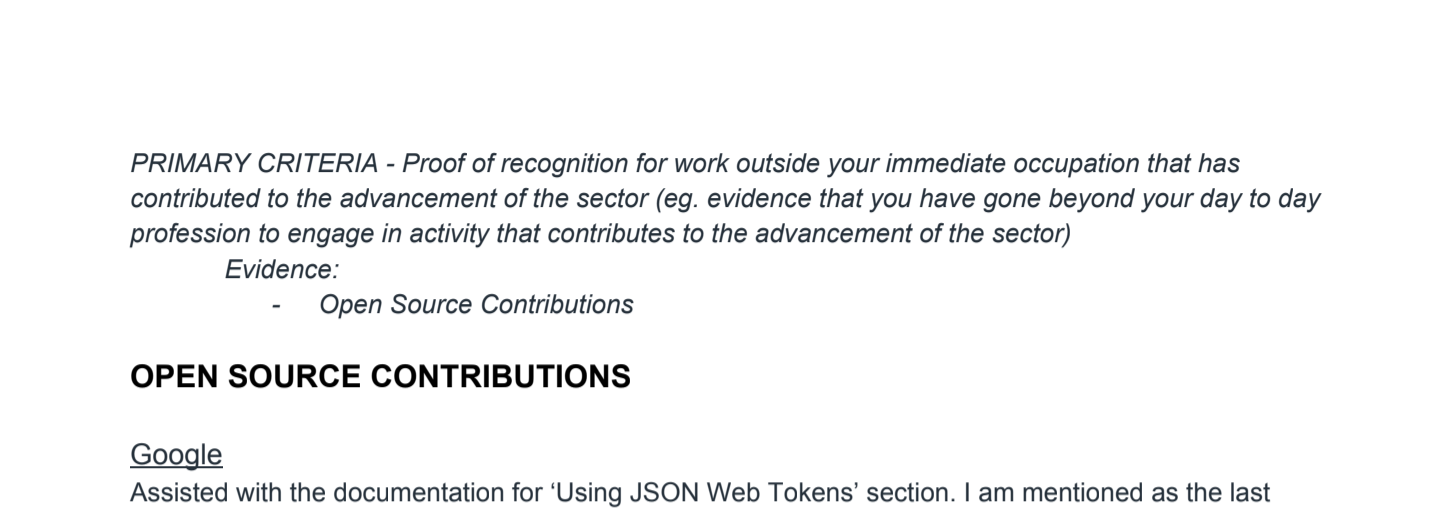 PRIMARY CRITERIA - Proof of recognition for work outside your immediate occupation that has
contributed to the advancement of the sector (eg. evidence that you have gone beyond your day to day
profession to engage in activity that contributes to the advancement of the sector)
Evidence:
- Open Source Contributions
OPEN SOURCE CONTRIBUTIONS
Google
Assisted with the documentation for ‘Using JSON Web Tokens’ section. I am mentioned as the last